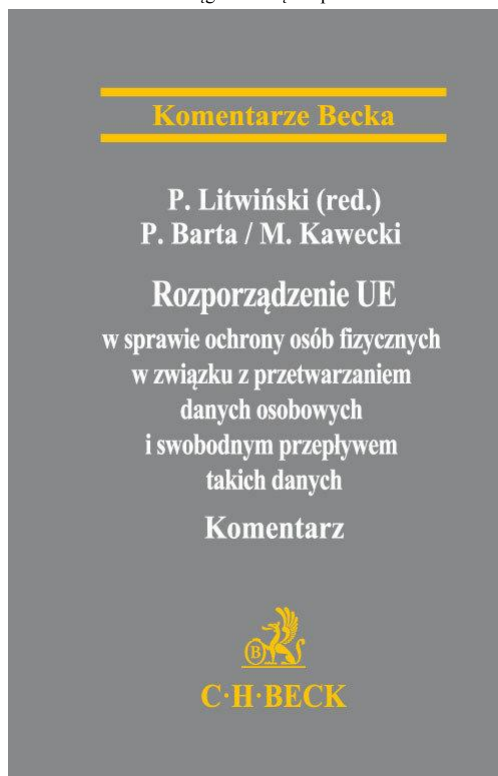 Komentarze Becka
P. Litwiński (red.)
P. Barta / M. Kawecki
Rozporządzenie UE
w sprawie ochrony osób fizycznych
w związku z przetwarzaniem
danych osobowych
i swobodnym przepływem
takich danych
Komentarz
B
C·H·BECK